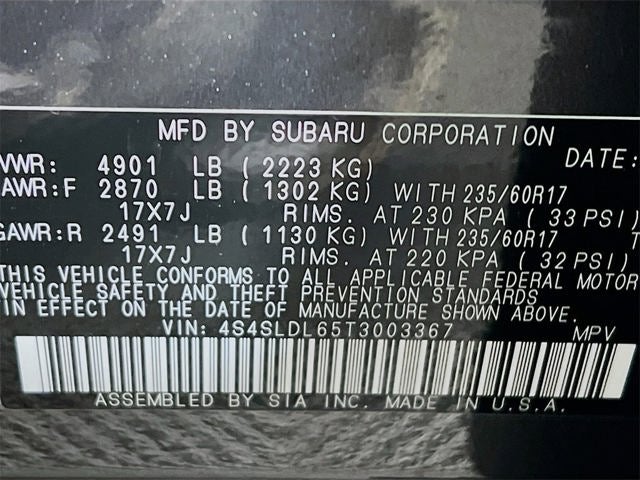 MFD BY SUBARU CORPORATION
VWR: 4901 LB (2223 KG) DATE:
AWR:F 2870 LB (1302 KG) WITH 235/60R17
17X7J RIMS. AT 230 KPA (33 PSI)
GAWR:R 2491 LB (1130 KG) WITH 235/60R17 T
17X7J RIMS. AT 220 KPA (32 PSI)
THIS VEHICLE CONFORMS TO ALL APPLICABLE FEDERAL MOTOR
VEHICLE SAFETY AND THEFT PREVENTION STANDARDS
IN EFFECT ON THE DATE OF MANUFACTURE SHOWN ABOVE.
VIN: 4S4SLDL65T3003367 MPV
ASSEMBLED BY SIA INC. MADE IN U.S.A.